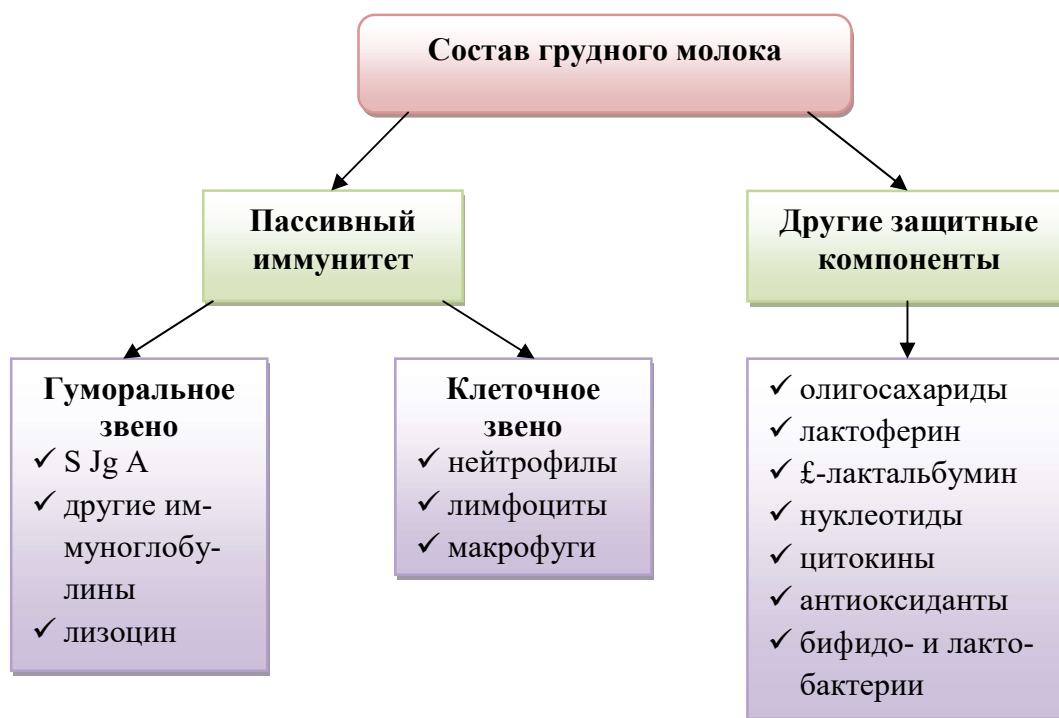 Состав грудного молока
Пассивный
иммунитет
Другие защитные
компоненты
Гуморальное
звено
✓ S Jg A
✓ другие им-
муноглобу-
лины
✓ лизоцин
Клеточное
звено
✓ нейтрофилы
✓ лимфоциты
✓ макрофуги
✓ олигосахариды
✓ лактоферин
✓ £-лактальбумин
✓ нуклеотиды
✓ цитокины
✓ антиоксиданты
✓ бифидо- и лакто-
бактерии